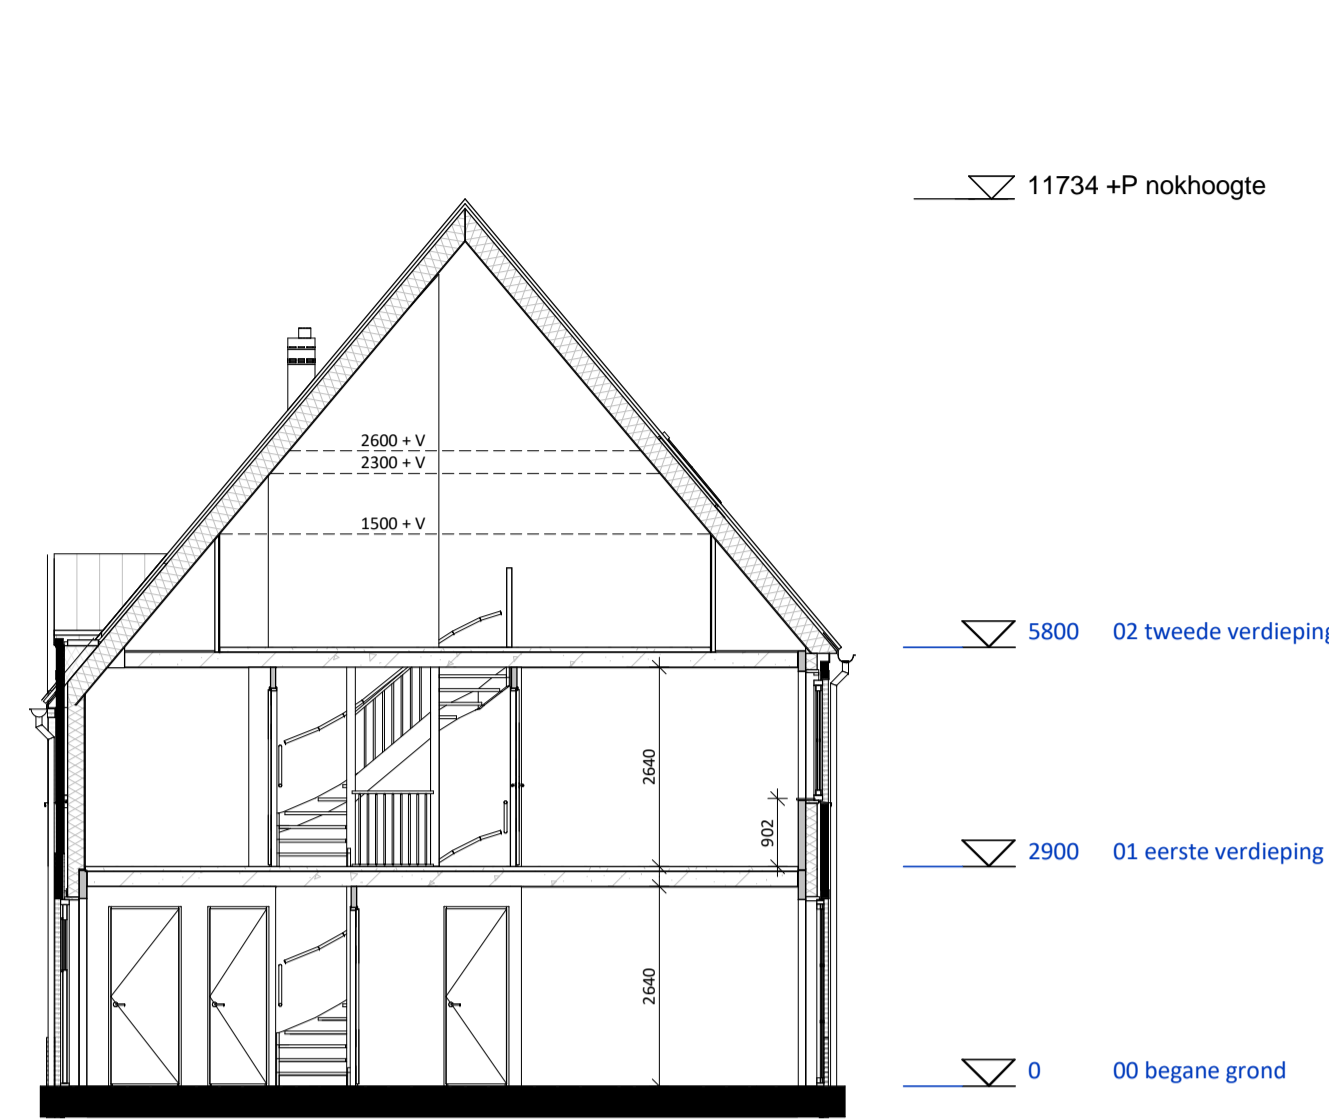 11734 +P nokhoogte
2600 + V
2300 + V
1500 + V
5800 02 tweede verdieping
2640
902
2900 01 eerste verdieping
2640
0 00 begane grond